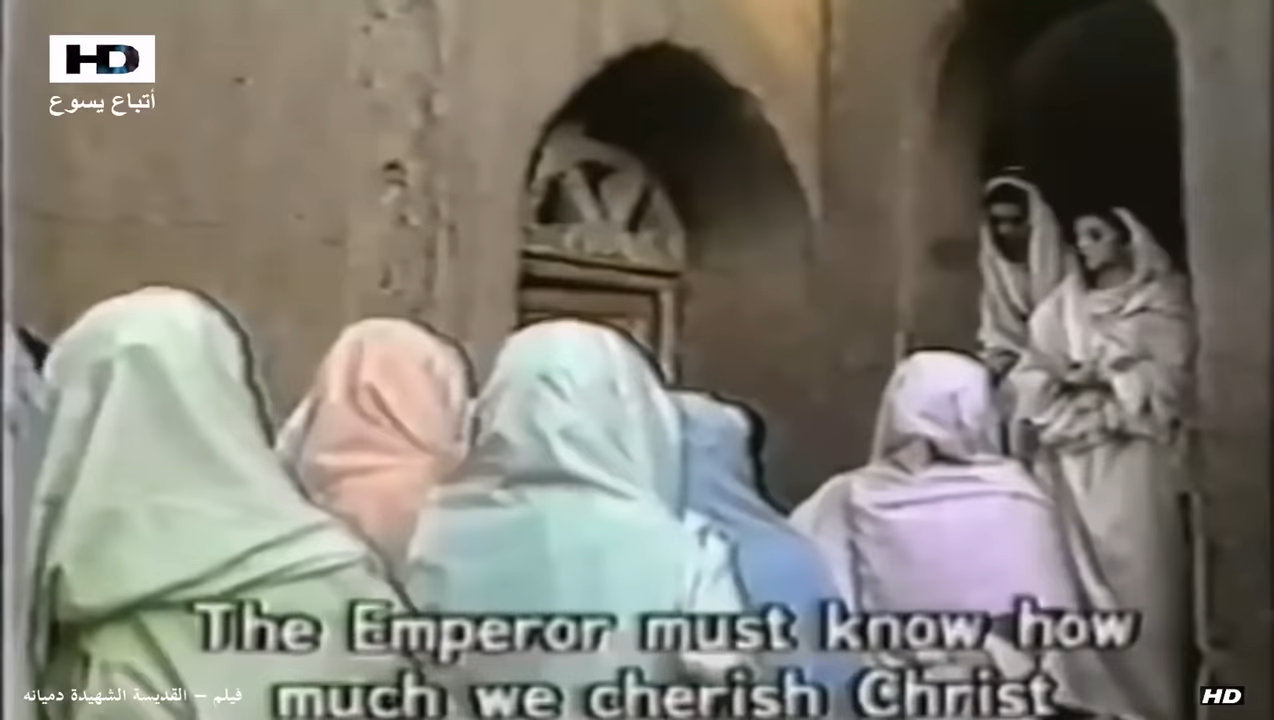 HD
أتباع يسوع
The Emperor must know how
much we cherish Christ
فيلم – القديسة الشهيدة دميانه
HD